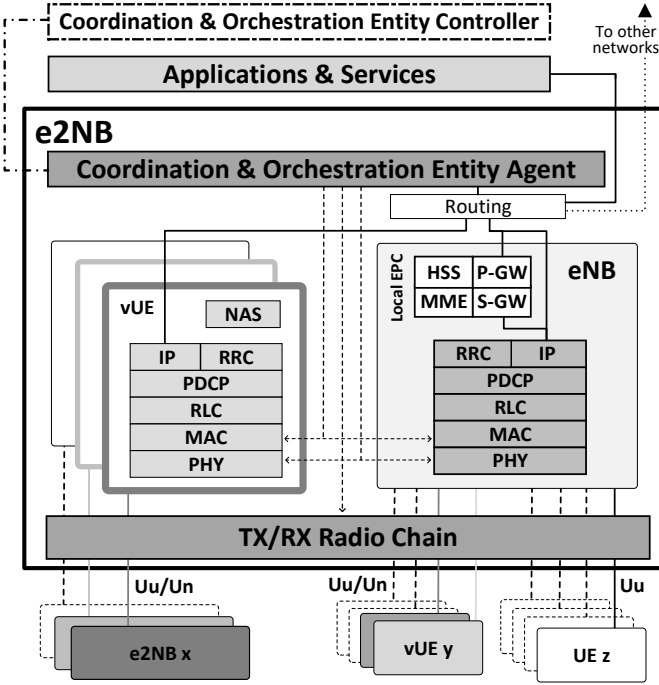 Coordination & Orchestration Entity Controller
To other
networks
Applications & Services
e2NB
Coordination & Orchestration Entity Agent
Routing
Local EPC
HSS
P-GW
MME
S-GW
eNB
vUE
NAS
IP
RRC
PDCP
RLC
MAC
PHY
RRC
IP
PDCP
RLC
MAC
PHY
TX/RX Radio Chain
Uu/Un
Uu/Un
Uu
e2NB x
vUE y
UE z